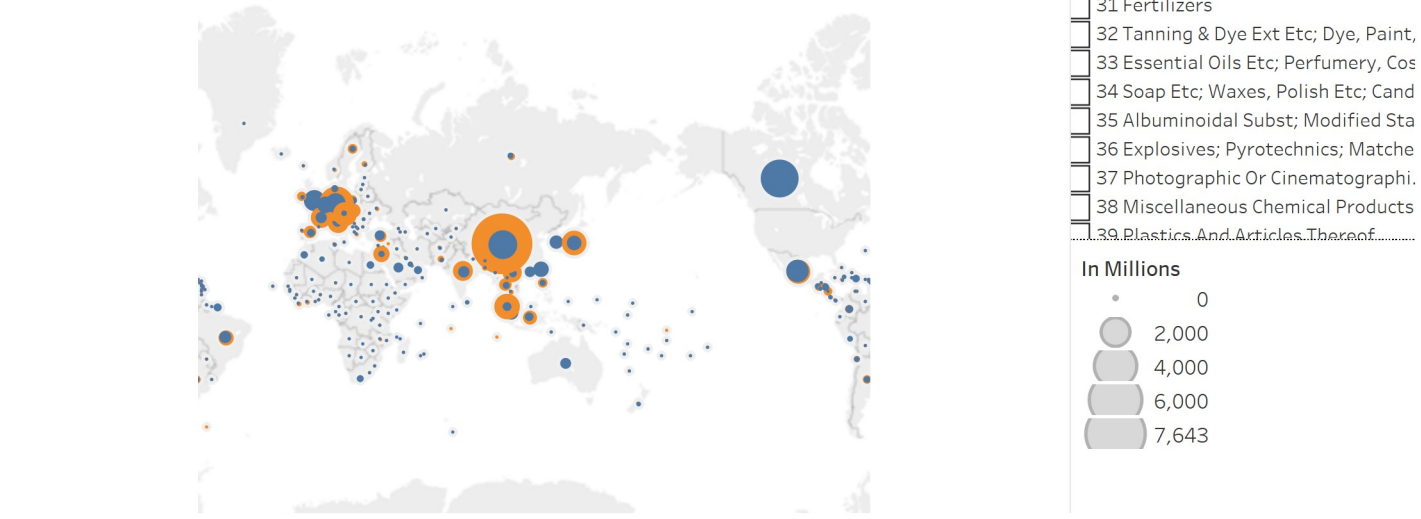 31 Fertilizers
32 Tanning & Dye Ext Etc; Dye, Paint,
33 Essential Oils Etc; Perfumery, Cos
34 Soap Etc; Waxes, Polish Etc; Cand
35 Albuminoidal Subst; Modified Sta
36 Explosives; Pyrotechnics; Matche
37 Photographic Or Cinematographi.
38 Miscellaneous Chemical Products
39 Plastics And Articles Thereof
In Millions
0
2,000
4,000
6,000
7,643